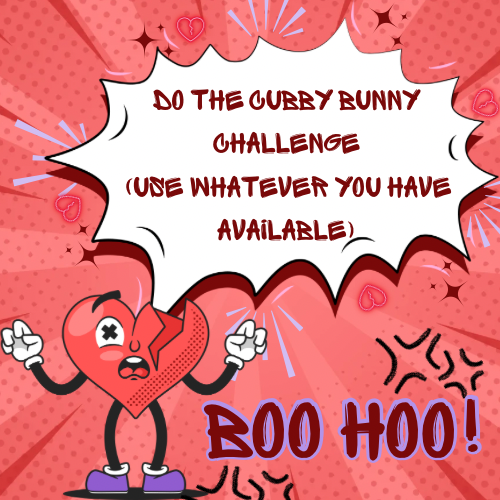 DO THE CUBBY BUNNY
CHALLENGE
(USE WHATEVER YOU HAVE
AVAILABLE)
BOO HOO!